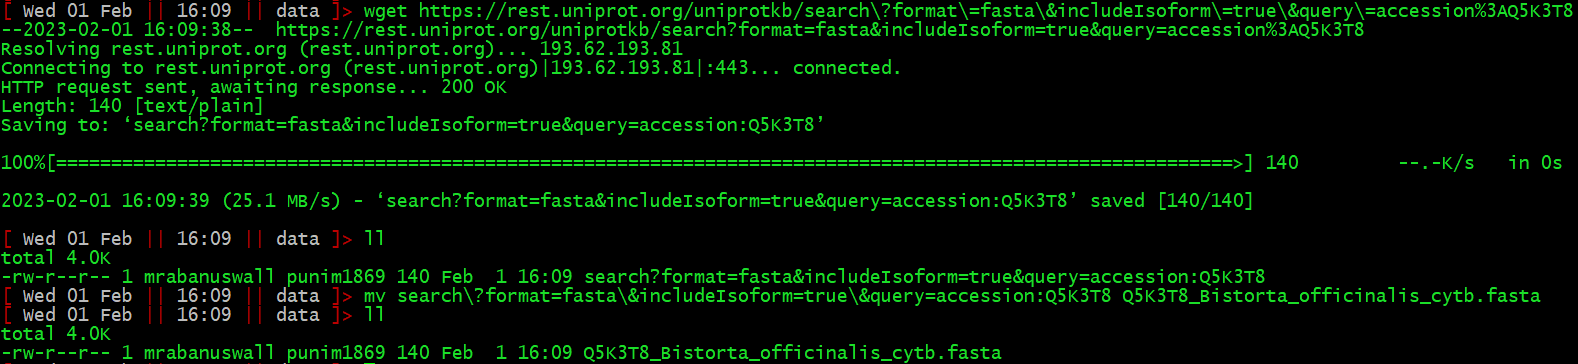 [ Wed 01 Feb || 16:09 || data ]> wget https://rest.uniprot.org/uniprotkb/search\?format\=fasta\&includeIsoform\=true\&query\=accession%3AQ5K3T8
--2023-02-01 16:09:38--  https://rest.uniprot.org/uniprotkb/search?format=fasta&includeIsoform=true&query=accession%3AQ5K3T8
Resolving rest.uniprot.org (rest.uniprot.org)... 193.62.193.81
Connecting to rest.uniprot.org (rest.uniprot.org)|193.62.193.81|:443... connected.
HTTP request sent, awaiting response... 200 OK
Length: 140 [text/plain]
Saving to: ‘search?format=fasta&includeIsoform=true&query=accession:Q5K3T8’
100%[============================================================================================================>] 140         --.-K/s   in 0s
2023-02-01 16:09:39 (25.1 MB/s) - ‘search?format=fasta&includeIsoform=true&query=accession:Q5K3T8’ saved [140/140]
[ Wed 01 Feb || 16:09 || data ]> ll
total 4.0K
-rw-r--r-- 1 mrabanuswall punim1869 140 Feb  1 16:09 search?format=fasta&includeIsoform=true&query=accession:Q5K3T8
[ Wed 01 Feb || 16:09 || data ]> mv search\?format=fasta\&includeIsoform=true\&query=accession:Q5K3T8 Q5K3T8_Bistorta_officinalis_cytb.fasta
[ Wed 01 Feb || 16:09 || data ]> ll
total 4.0K
-rw-r--r-- 1 mrabanuswall punim1869 140 Feb  1 16:09 Q5K3T8_Bistorta_officinalis_cytb.fasta